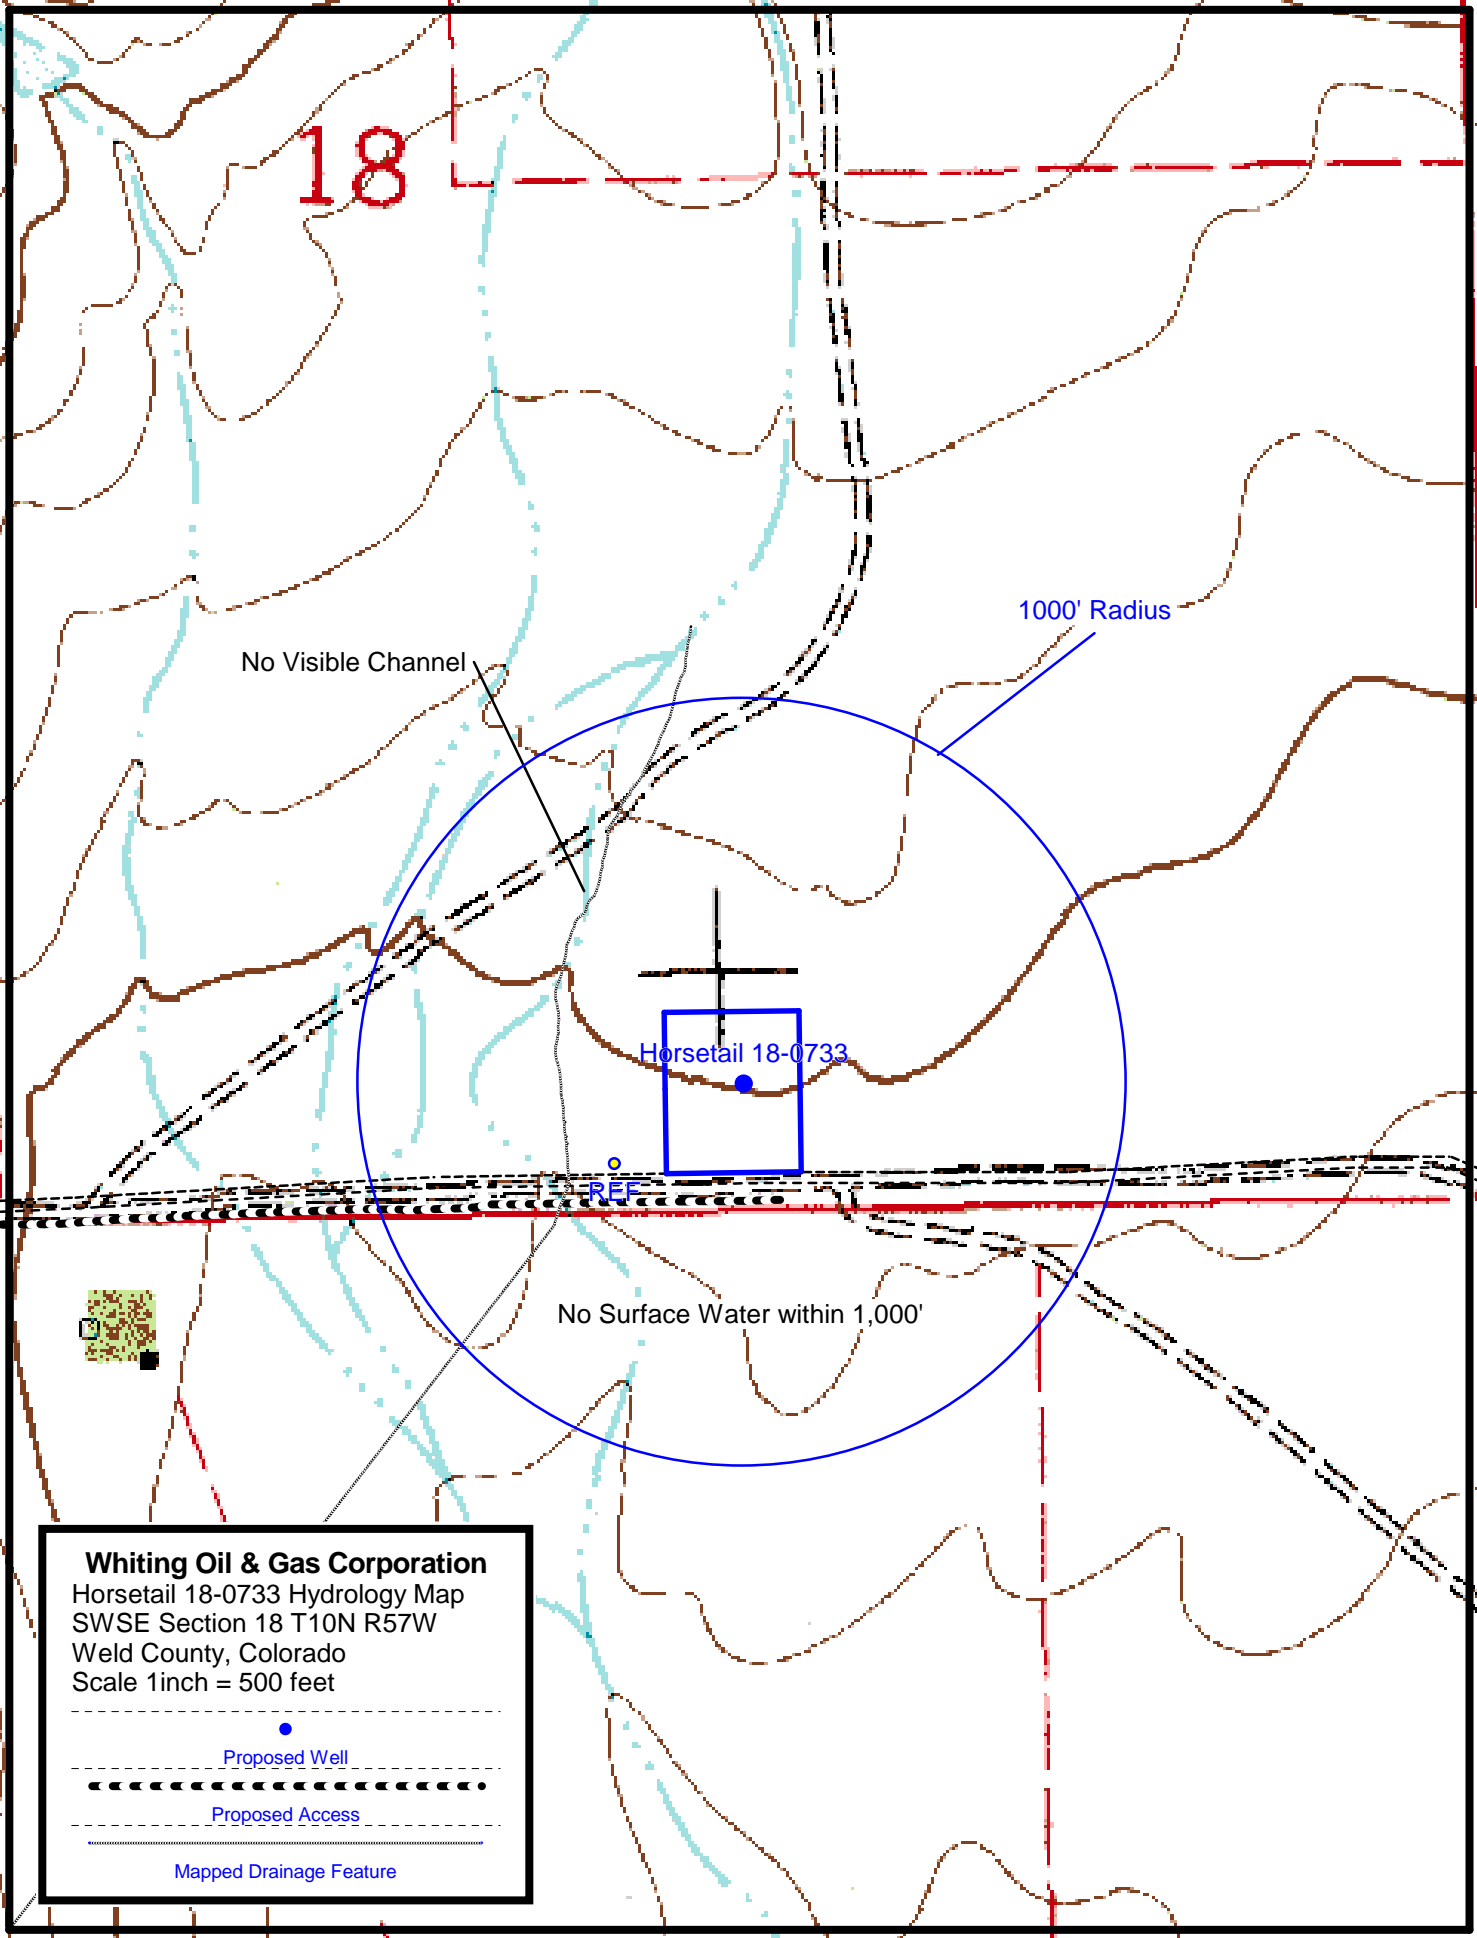 18
1000' Radius
No Visible Channel
Horsetail 18-0733
REF
No Surface Water within 1,000'
Whiting Oil & Gas Corporation
Horsetail 18-0733 Hydrology Map
SWSE Section 18 T10N R57W
Weld County, Colorado
Scale 1inch = 500 feet
Proposed Well
Proposed Access
Mapped Drainage Feature